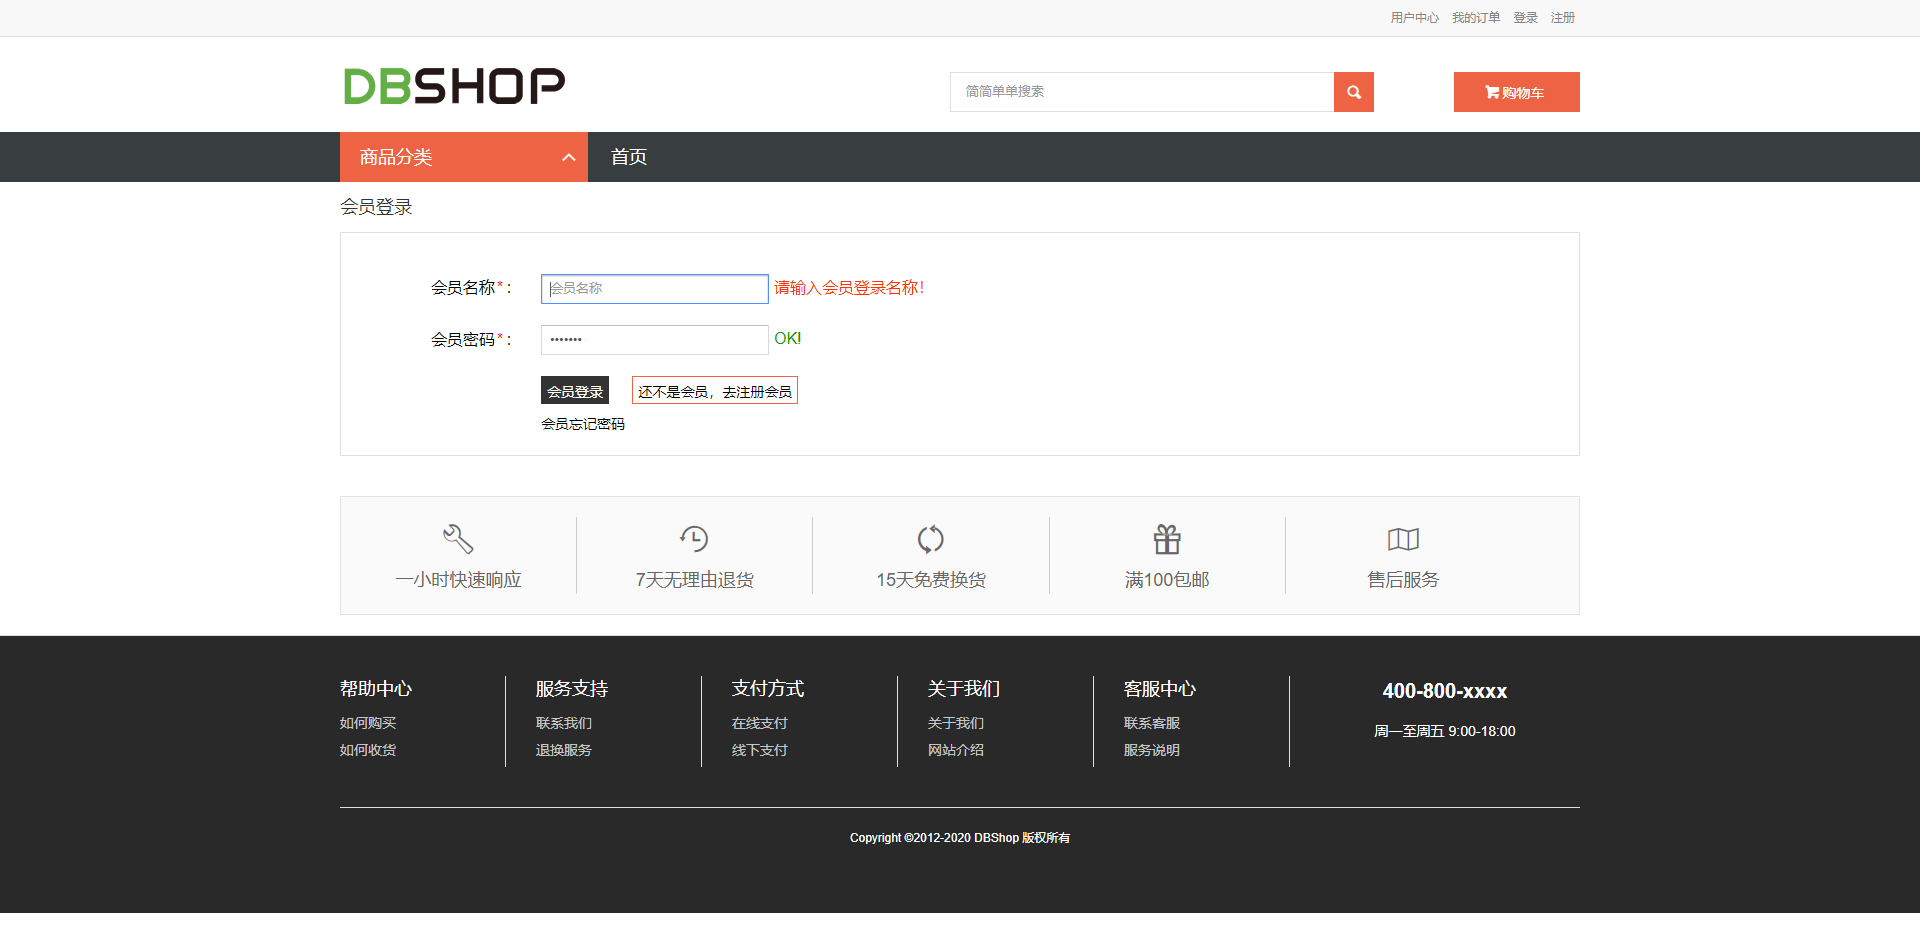 用户中心 我的订单 登录 注册
DBSHOP
简简单单搜索
购物车
商品分类 首页
会员登录
会员名称*： 会员名称 请输入会员登录名称！
会员密码*： ••••••• OK!
会员登录 还不是会员，去注册会员
会员忘记密码
一小时快速响应 7天无理由退货 15天免费换货 满100包邮 售后服务
帮助中心 服务支持 支付方式 关于我们 客服中心 400-800-xxxx
如何购买 联系我们 在线支付 关于我们 联系客服 周一至周五 9:00-18:00
如何收货 退换服务 线下支付 网站介绍 服务说明
Copyright ©2012-2020 DBShop 版权所有